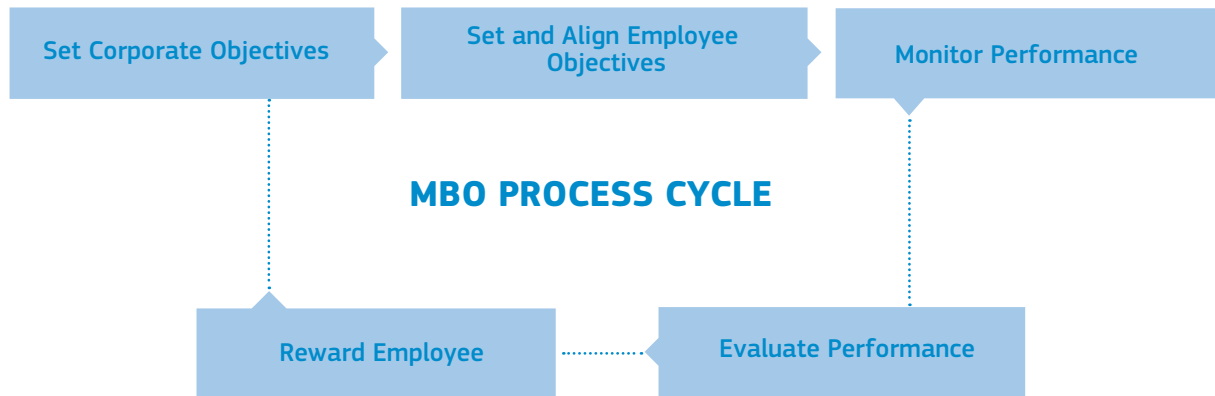 Set Corporate Objectives
Set and Align Employee
Objectives
Monitor Performance
MBO PROCESS CYCLE
Reward Employee
Evaluate Performance